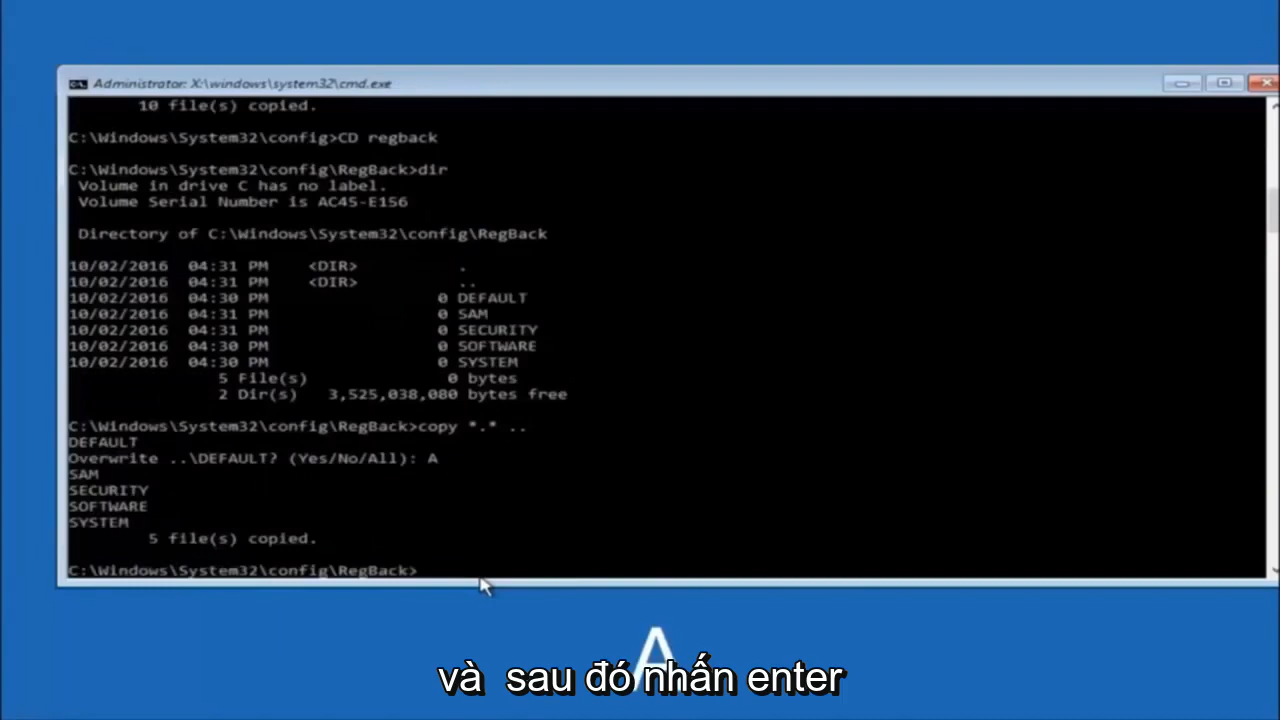 Administrator: X:\windows\system32\cmd.exe
10 file(s) copied.
C:\Windows\System32\config>CD regback
C:\Windows\System32\config\RegBack>dir
Volume in drive C has no label.
Volume Serial Number is AC45-E156
Directory of C:\Windows\System32\config\RegBack
10/02/2016 04:31 PM <DIR> .
10/02/2016 04:31 PM <DIR> ..
10/02/2016 04:30 PM 0 DEFAULT
10/02/2016 04:31 PM 0 SAM
10/02/2016 04:31 PM 0 SECURITY
10/02/2016 04:30 PM 0 SOFTWARE
10/02/2016 04:30 PM 0 SYSTEM
5 File(s) 0 bytes
2 Dir(s) 3,525,038,080 bytes free
C:\Windows\System32\config\RegBack>copy *.* ..
DEFAULT
Overwrite ..\DEFAULT? (Yes/No/All): A
SAM
SECURITY
SOFTWARE
SYSTEM
5 file(s) copied.
C:\Windows\System32\config\RegBack>
A
và sau đó nhấn enter